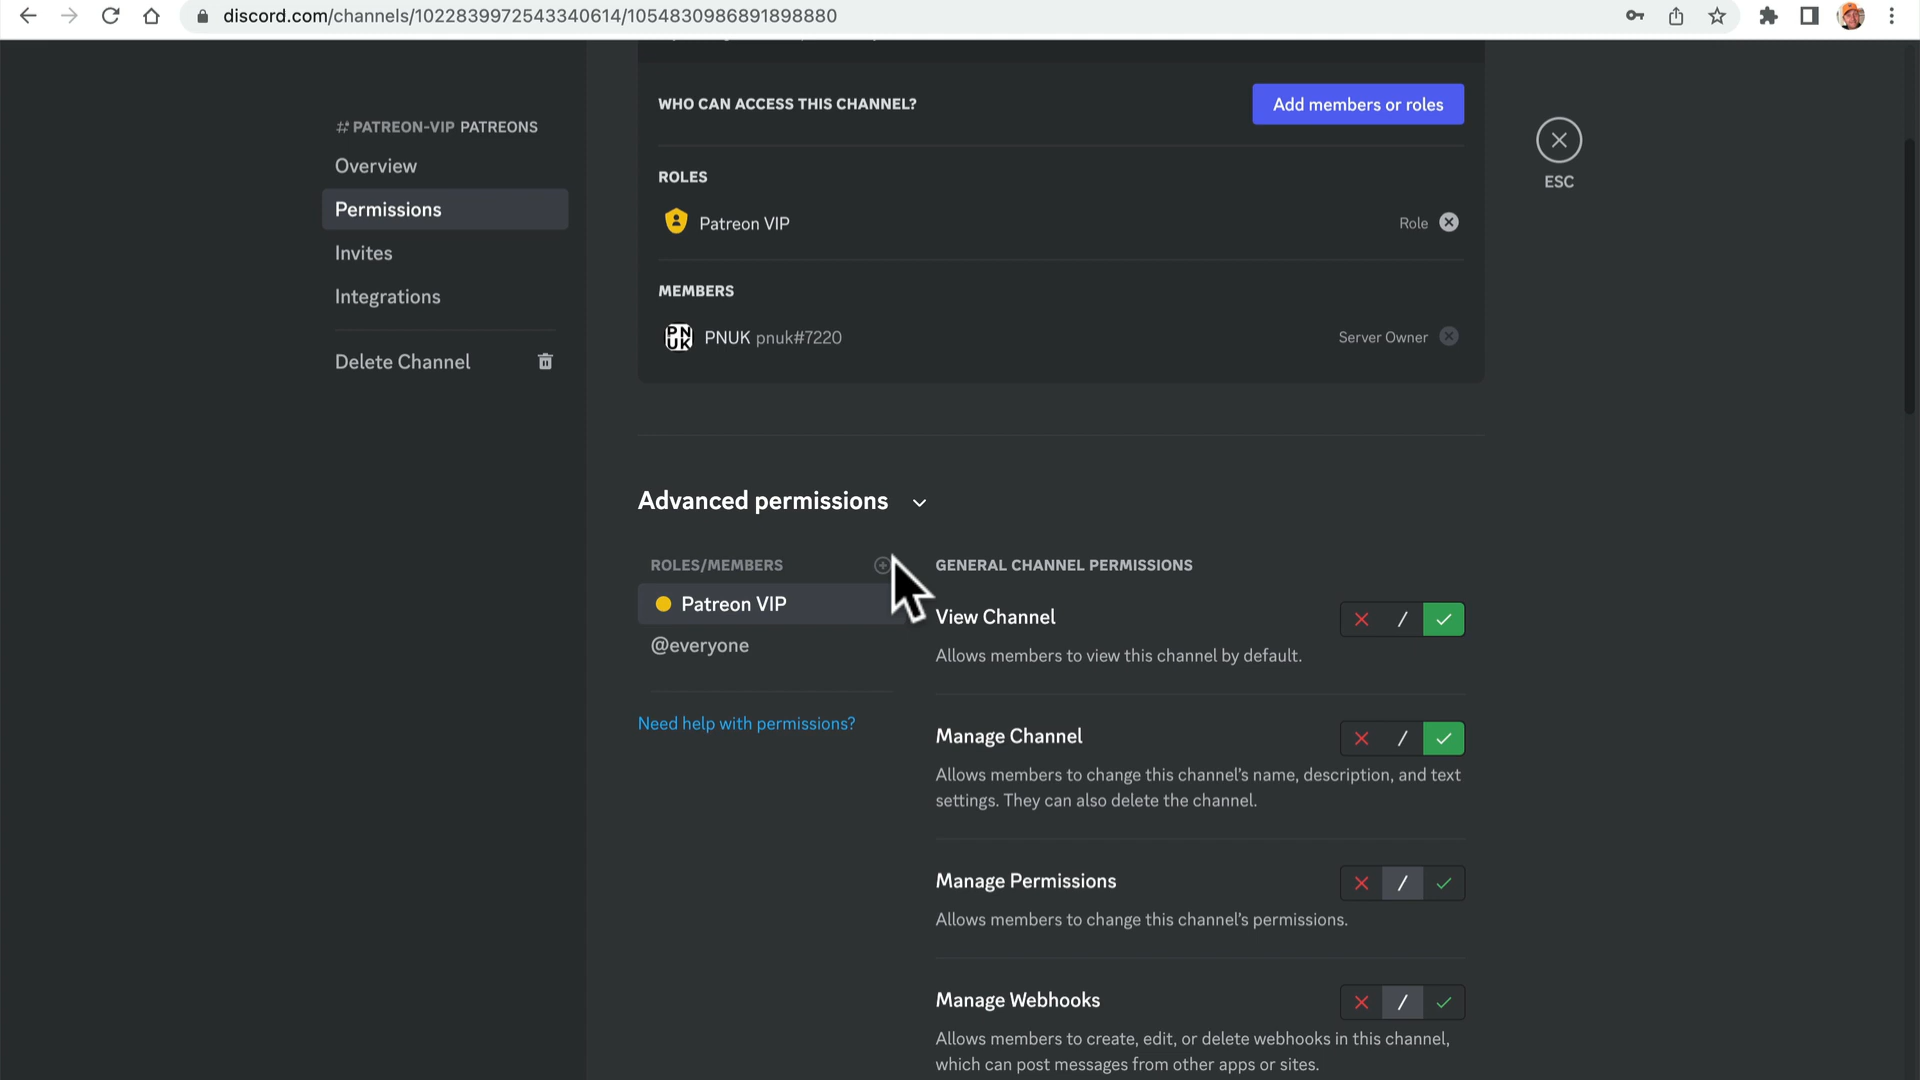 discord.com/channels/1022839972543340614/1054830986891898880
WHO CAN ACCESS THIS CHANNEL?
Add members or roles
# PATREON-VIP PATREONS
Overview
Permissions
Invites
Integrations
Delete Channel
ESC
ROLES
Patreon VIP
Role
MEMBERS
PNUK pnuk#7220
Server Owner
Advanced permissions
ROLES/MEMBERS
Patreon VIP
@everyone
Need help with permissions?
GENERAL CHANNEL PERMISSIONS
View Channel
Allows members to view this channel by default.
Manage Channel
Allows members to change this channel's name, description, and text
settings. They can also delete the channel.
Manage Permissions
Allows members to change this channel's permissions.
Manage Webhooks
Allows members to create, edit, or delete webhooks in this channel,
which can post messages from other apps or sites.